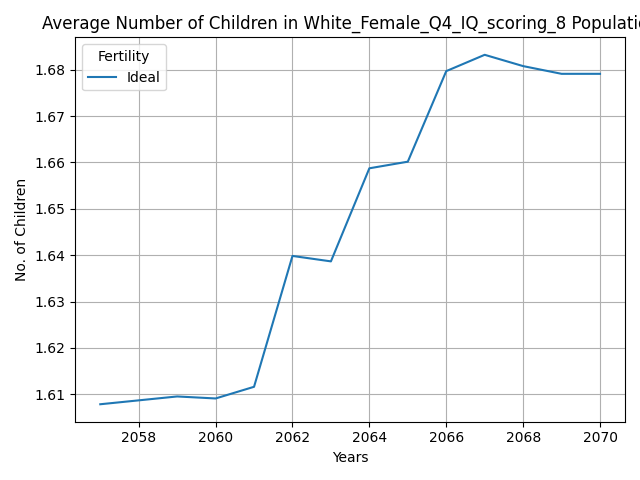 Average Number of Children in White_Female_Q4_IQ_scoring_8 Populatio
Fertility
Ideal
1.68
1.67
1.66
1.65
1.64
1.63
1.62
1.61
No. of Children
2058 2060 2062 2064 2066 2068 2070
Years